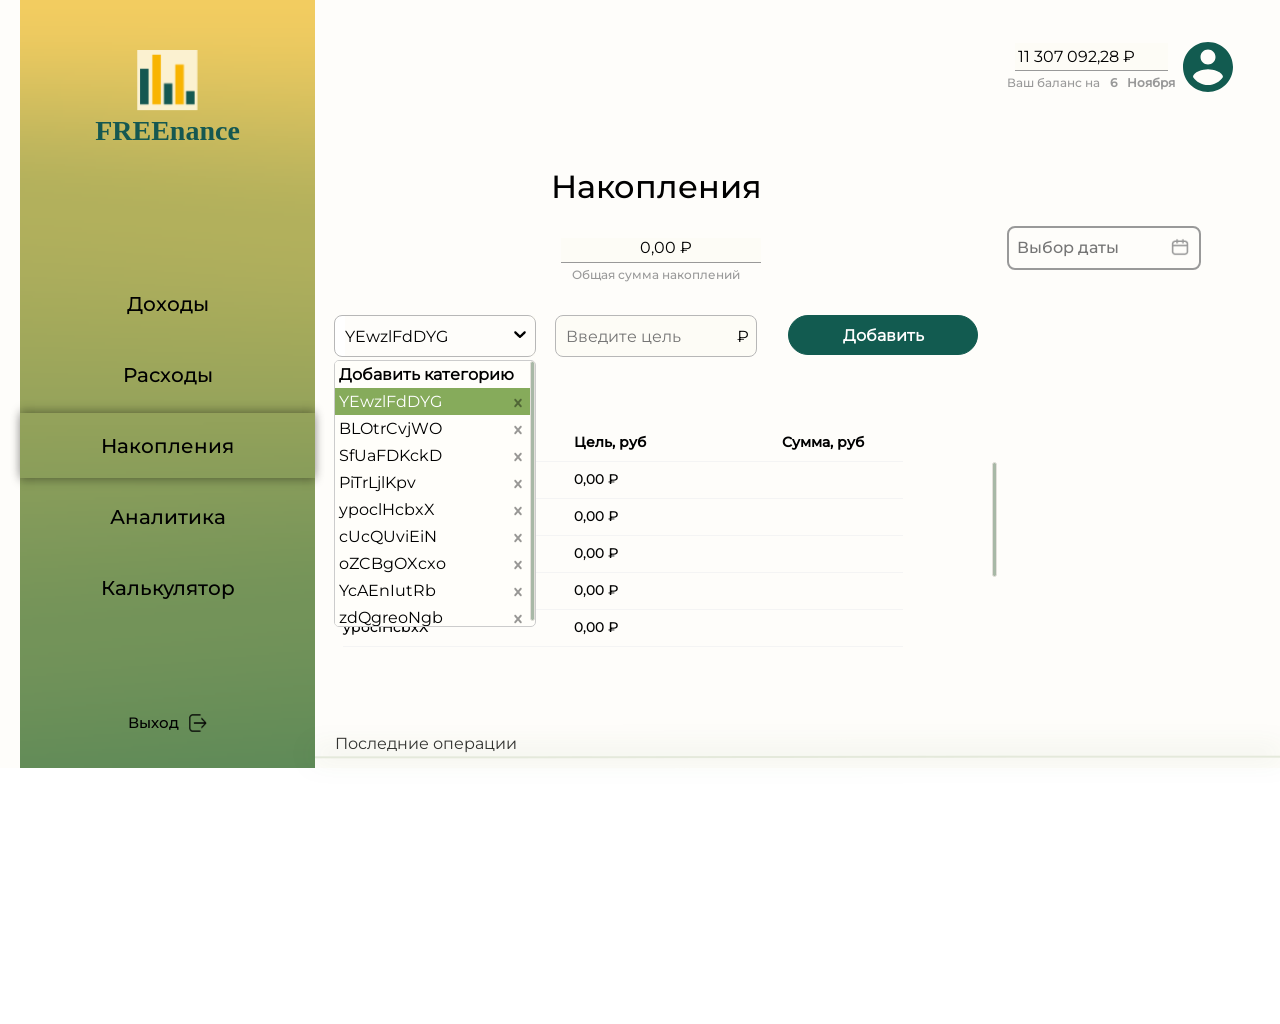 FREEnance
Доходы
Расходы
Накопления
Аналитика
Калькулятор
Выход
11 307 092,28 ₽
Ваш баланс на 6 Ноября
Накопления
0,00 ₽
Общая сумма накоплений
Выбор даты
YEwzlFdDYG
Введите цель ₽
Добавить
Добавить категорию
YEwzlFdDYG x
BLOtrCvjWO x
SfUaFDKckD x
PiTrLjlKpv x
ypoclHcbxX x
cUcQUviEiN x
oZCBgOXcxo x
YcAEnIutRb x
zdQgreoNgb x
Цель, руб Сумма, руб
0,00 ₽
0,00 ₽
0,00 ₽
0,00 ₽
ypoclHcbxX 0,00 ₽
Последние операции